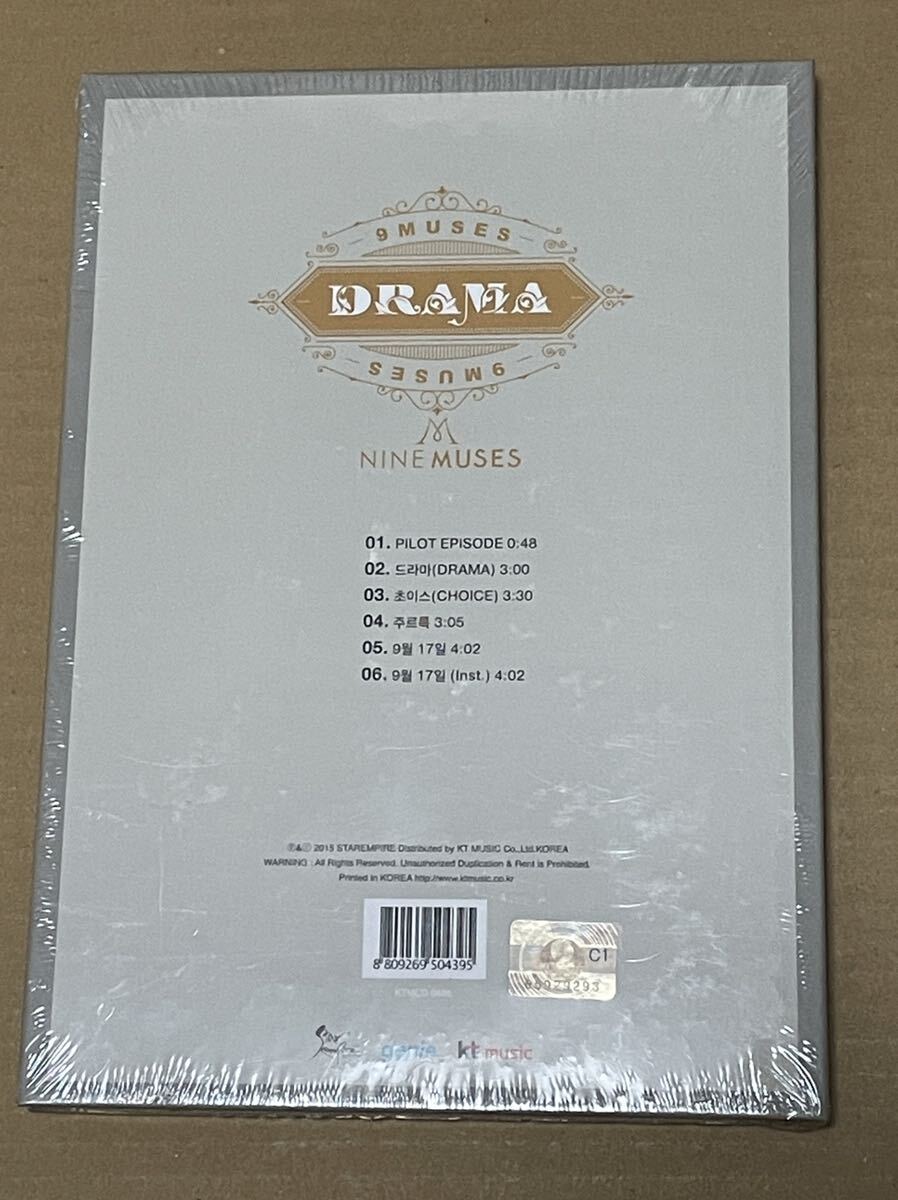 9MUSES
DRAMA
9MUSES
NINEMUSES
01. PILOT EPISODE 0:48
02. 드라마(DRAMA) 3:00
03. 초이스(CHOICE) 3:30
04. 주르륵 3:05
05. 9월 17일 4:02
06. 9월 17일 (Inst.) 4:02
℗&© 2015 STAREMPIRE Distributed by KT MUSIC Co.,Ltd.KOREA
WARNING : All Rights Reserved. Unauthorized Duplication & Rent is Prohibited.
Printed in KOREA http://www.ktmusic.co.kr
8 809269 504395
C1
genie kt music